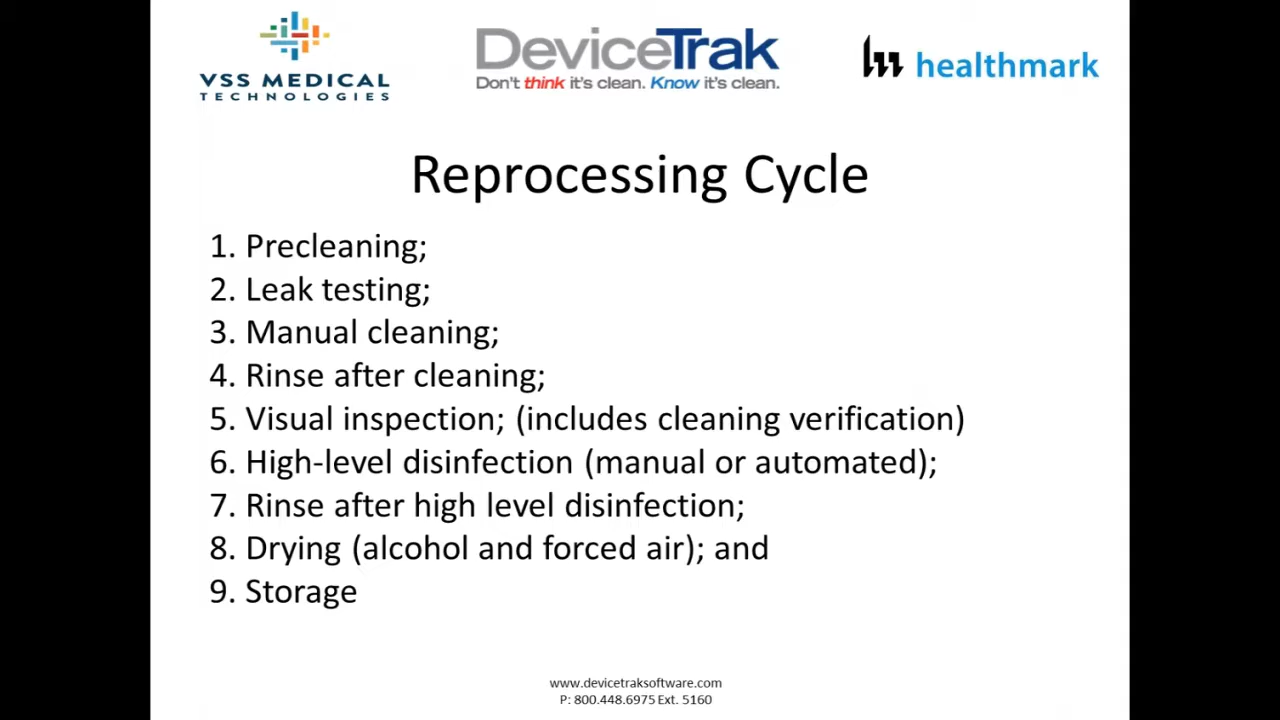 VSS MEDICAL
TECHNOLOGIES
DeviceTrak
Don't think it's clean. Know it's clean.
healthmark
Reprocessing Cycle
1. Precleaning;
2. Leak testing;
3. Manual cleaning;
4. Rinse after cleaning;
5. Visual inspection; (includes cleaning verification)
6. High-level disinfection (manual or automated);
7. Rinse after high level disinfection;
8. Drying (alcohol and forced air); and
9. Storage
www.devicetraksoftware.com
P: 800.448.6975 Ext. 5160